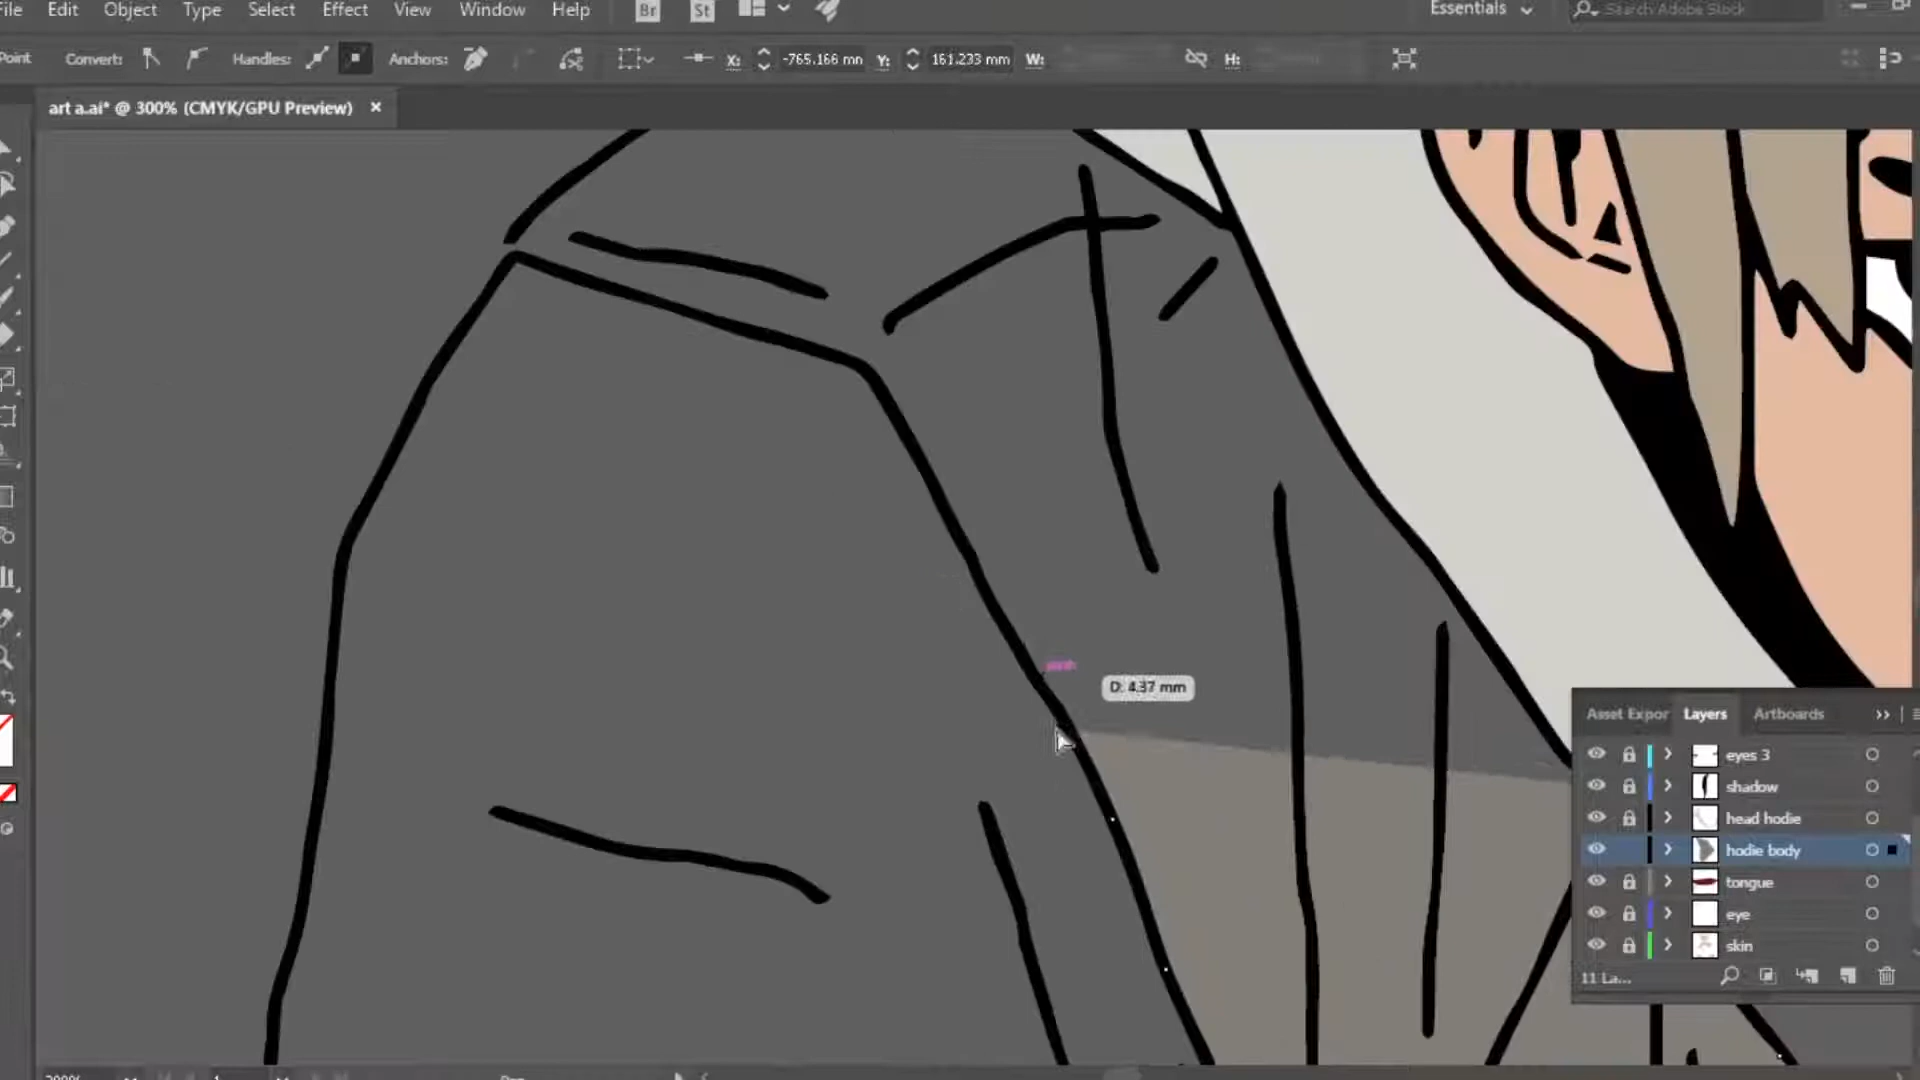 File Edit Object Type Select Effect View Window Help Br St Essentials Search Adobe Stock
Point Convert: Handles: Anchors: X: -765.166 mn Y: 161.233 mm W: H:
art a.ai* @ 300% (CMYK/GPU Preview) ×
D: 4.37 mm
Asset Expor Layers Artboards
eyes 3
shadow
head hodie
hodie body
tongue
eye
skin
11 La...